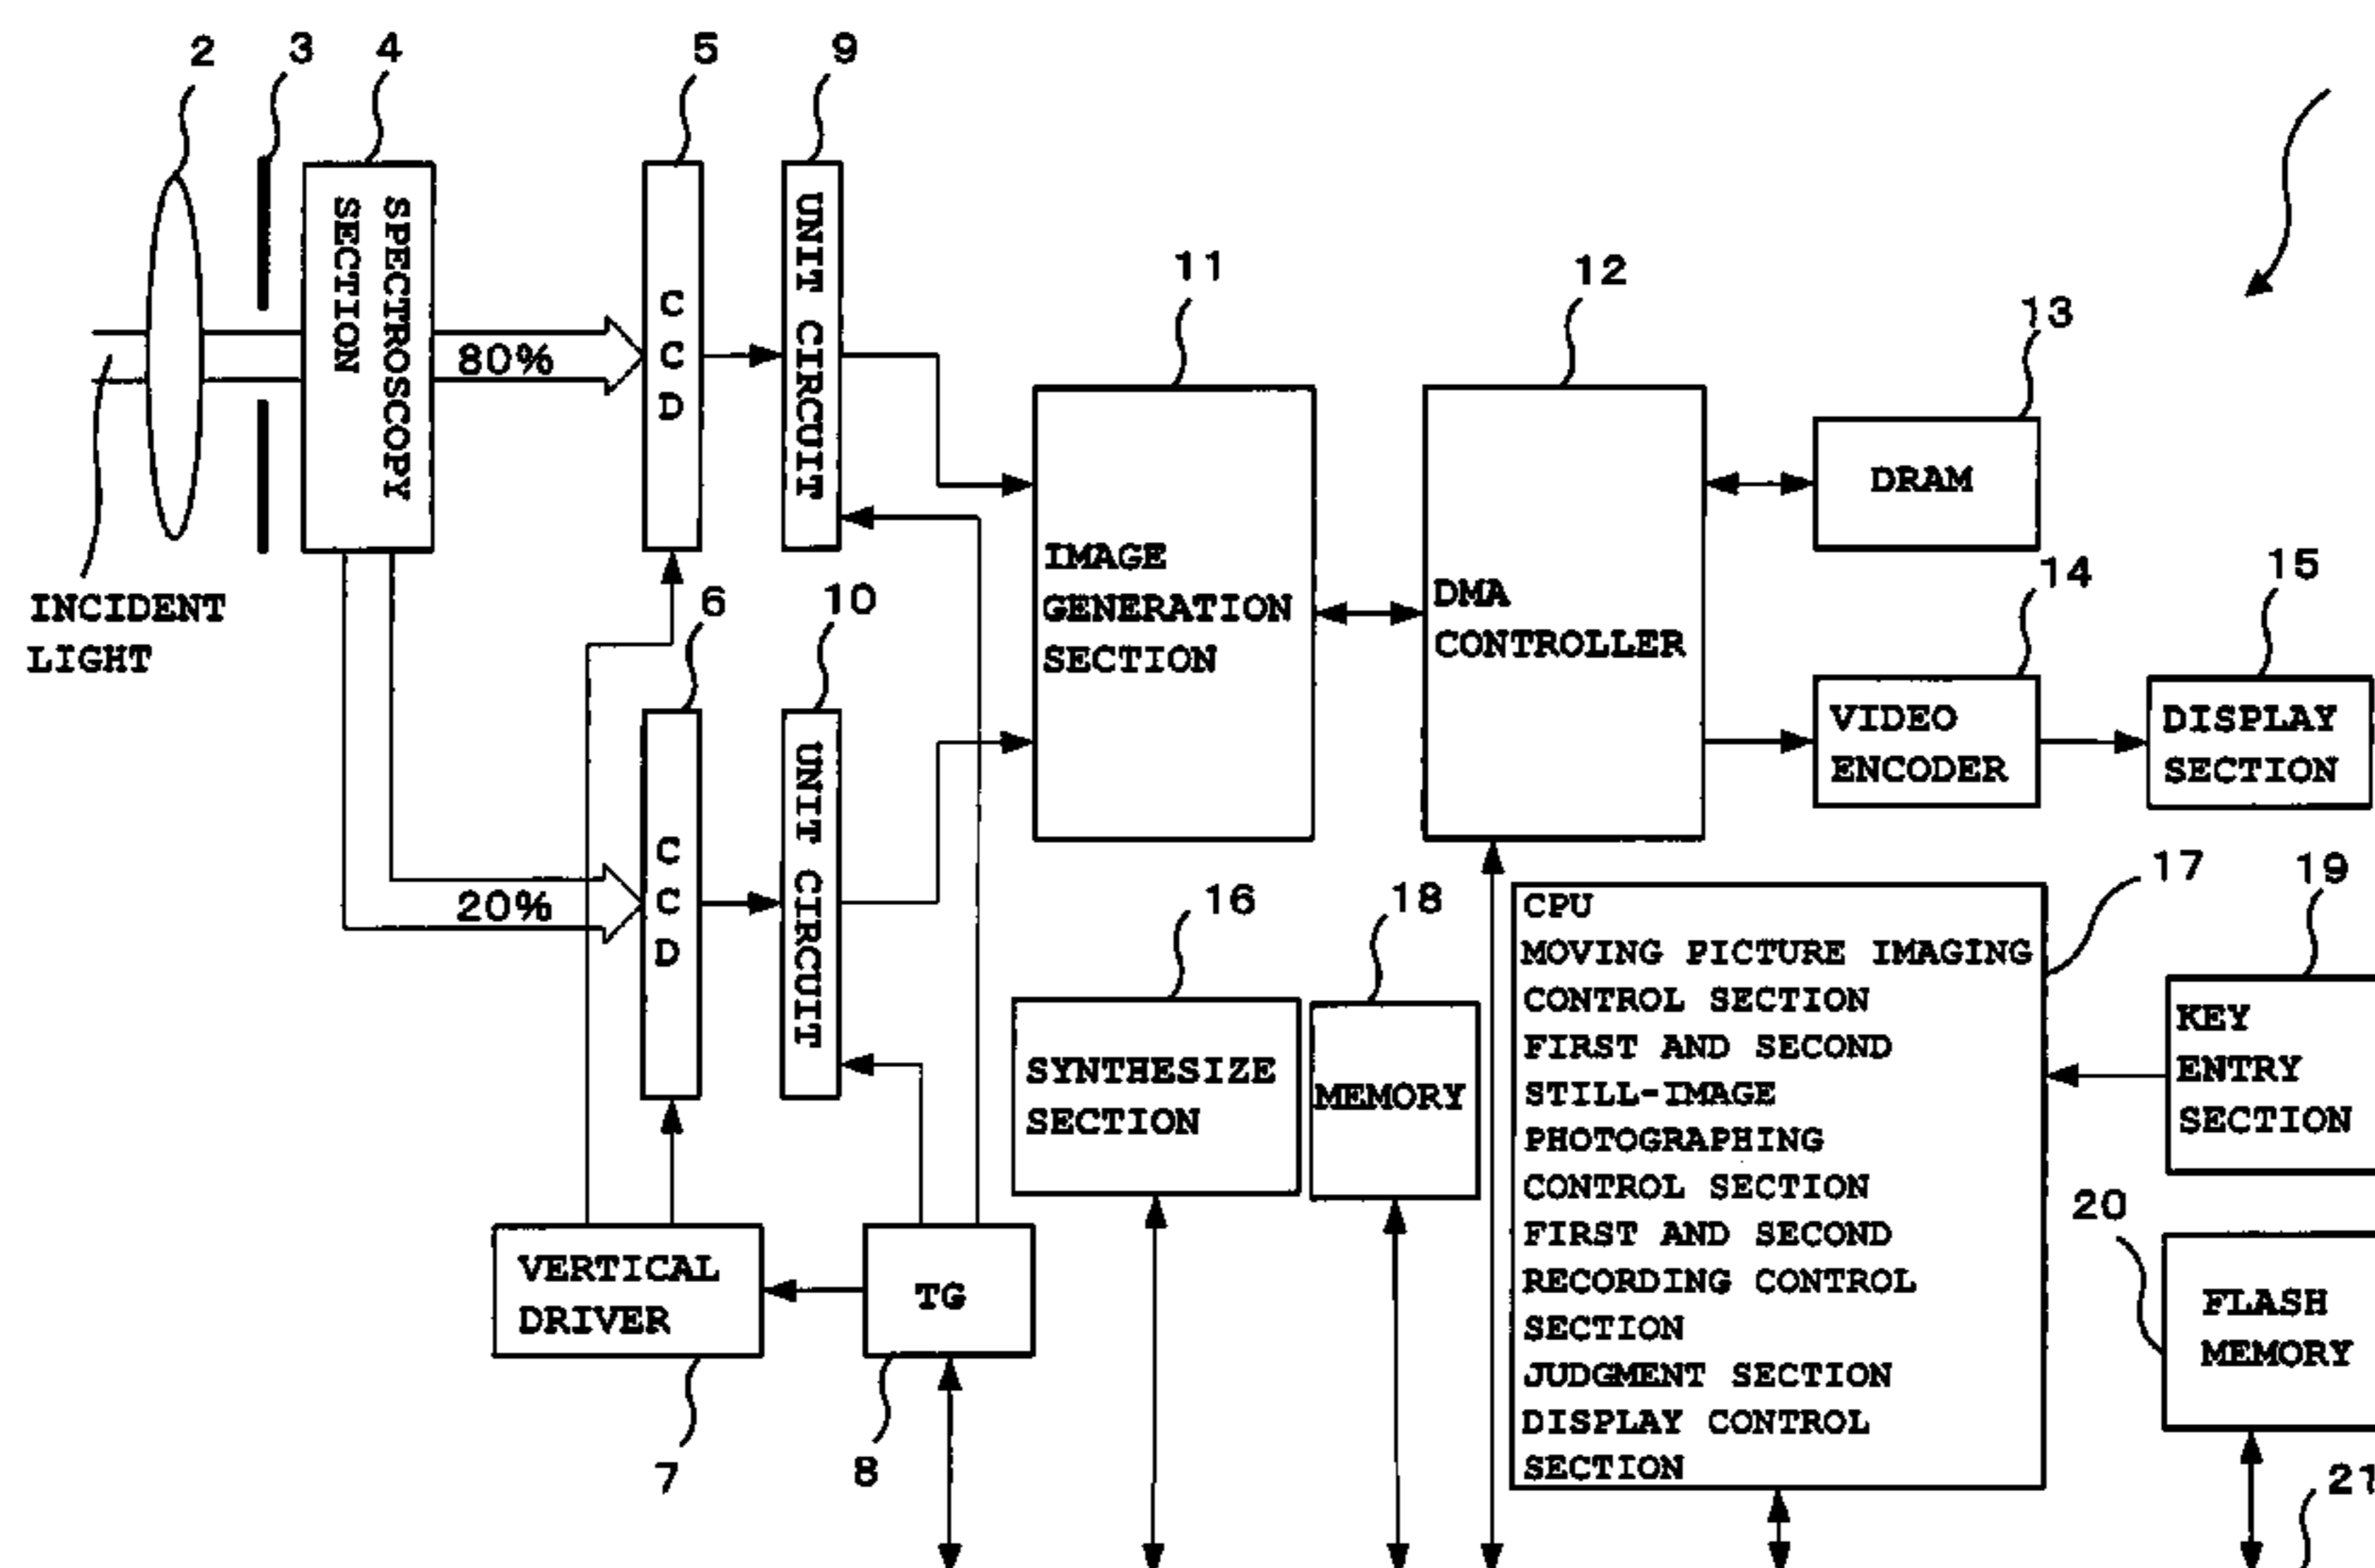 2
3
4
5
9
SPECTROSCOPY
SECTION
80%
C
C
D
UNIT CIRCUIT
11
12
13
INCIDENT
LIGHT
IMAGE
GENERATION
SECTION
DMA
CONTROLLER
DRAM
14
15
VIDEO
ENCODER
DISPLAY
SECTION
6
10
20%
C
C
D
UNIT CIRCUIT
16
18
17
19
SYNTHESIZE
SECTION
MEMORY
CPU
MOVING PICTURE IMAGING
CONTROL SECTION
FIRST AND SECOND
STILL-IMAGE
PHOTOGRAPHING
CONTROL SECTION
FIRST AND SECOND
RECORDING CONTROL
SECTION
JUDGMENT SECTION
DISPLAY CONTROL
SECTION
KEY
ENTRY
SECTION
20
FLASH
MEMORY
VERTICAL
DRIVER
TG
7
8
21